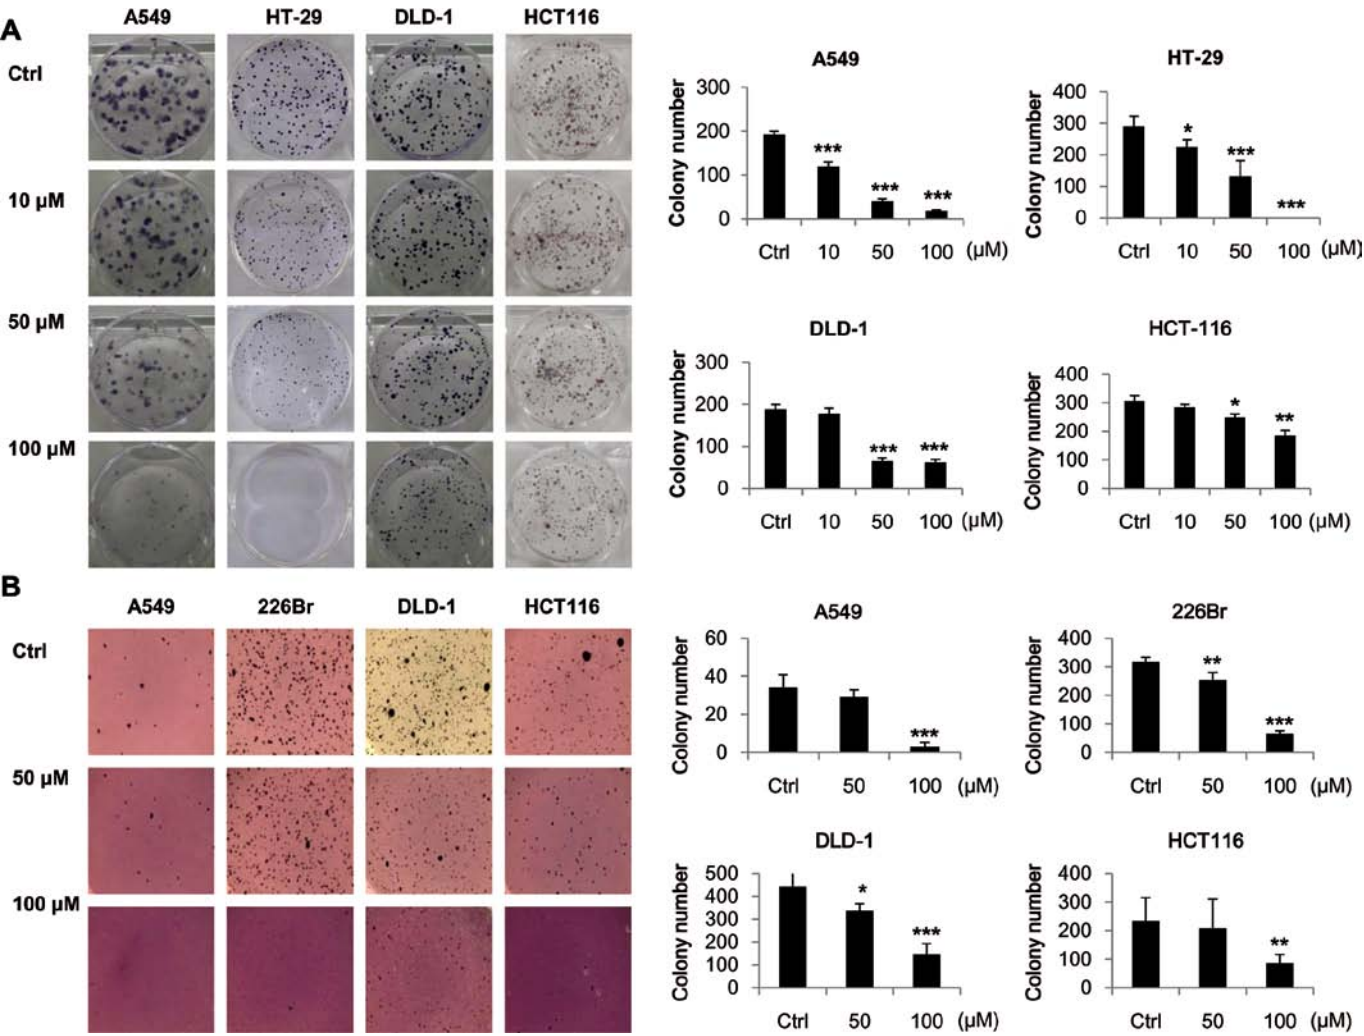 A
A549 HT-29 DLD-1 HCT116
Ctrl
10 µM
50 µM
100 µM
A549
Colony number
300
200
100
0
***
***
***
Ctrl 10 50 100 (µM)
HT-29
Colony number
400
300
200
100
0
*
***
***
Ctrl 10 50 100 (µM)
DLD-1
Colony number
300
200
100
0
***
***
Ctrl 10 50 100 (µM)
HCT-116
Colony number
400
300
200
100
0
*
**
Ctrl 10 50 100 (µM)
B
A549 226Br DLD-1 HCT116
Ctrl
50 µM
100 µM
A549
Colony number
60
40
20
0
***
Ctrl 50 100 (µM)
226Br
Colony number
400
300
200
100
0
**
***
Ctrl 50 100 (µM)
DLD-1
Colony number
500
400
300
200
100
0
*
***
Ctrl 50 100 (µM)
HCT116
Colony number
400
300
200
100
0
**
Ctrl 50 100 (µM)